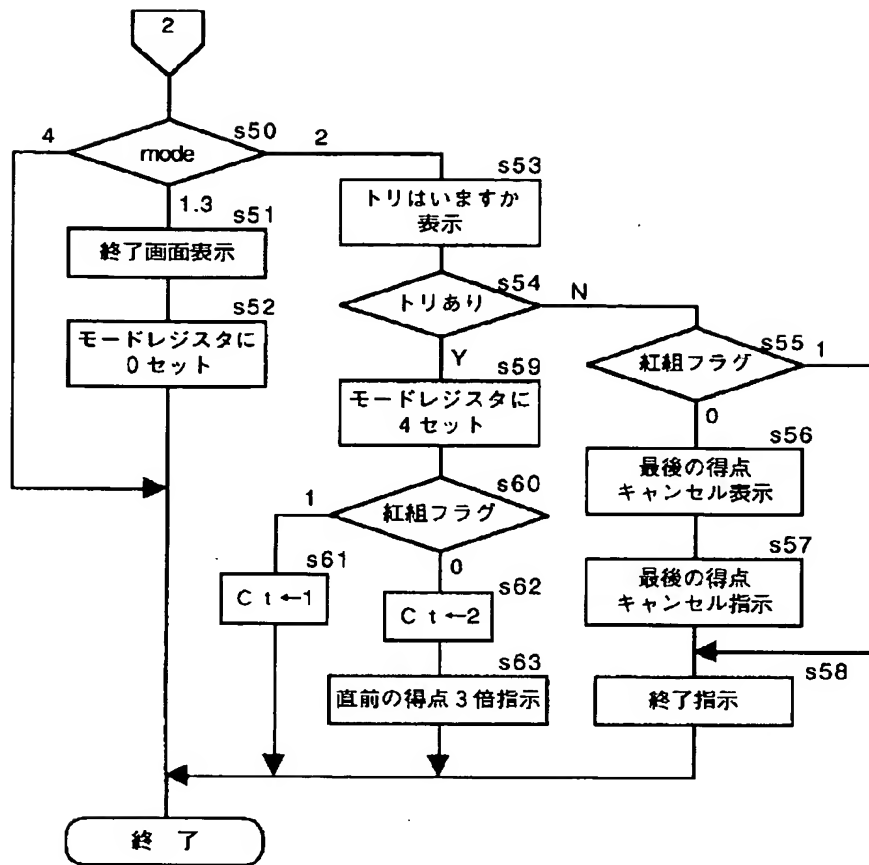 2
4
mode
s50
2
1.3
s51
終了画面表示
s52
モードレジスタに
0セット
s53
トリはいますか
表示
s54
トリあり
N
Y
s59
モードレジスタに
4セット
s60
紅組フラグ
1
0
s61
Ct←1
s62
Ct←2
s63
直前の得点3倍指示
s55
紅組フラグ
1
0
s56
最後の得点
キャンセル表示
s57
最後の得点
キャンセル指示
s58
終了指示
終了